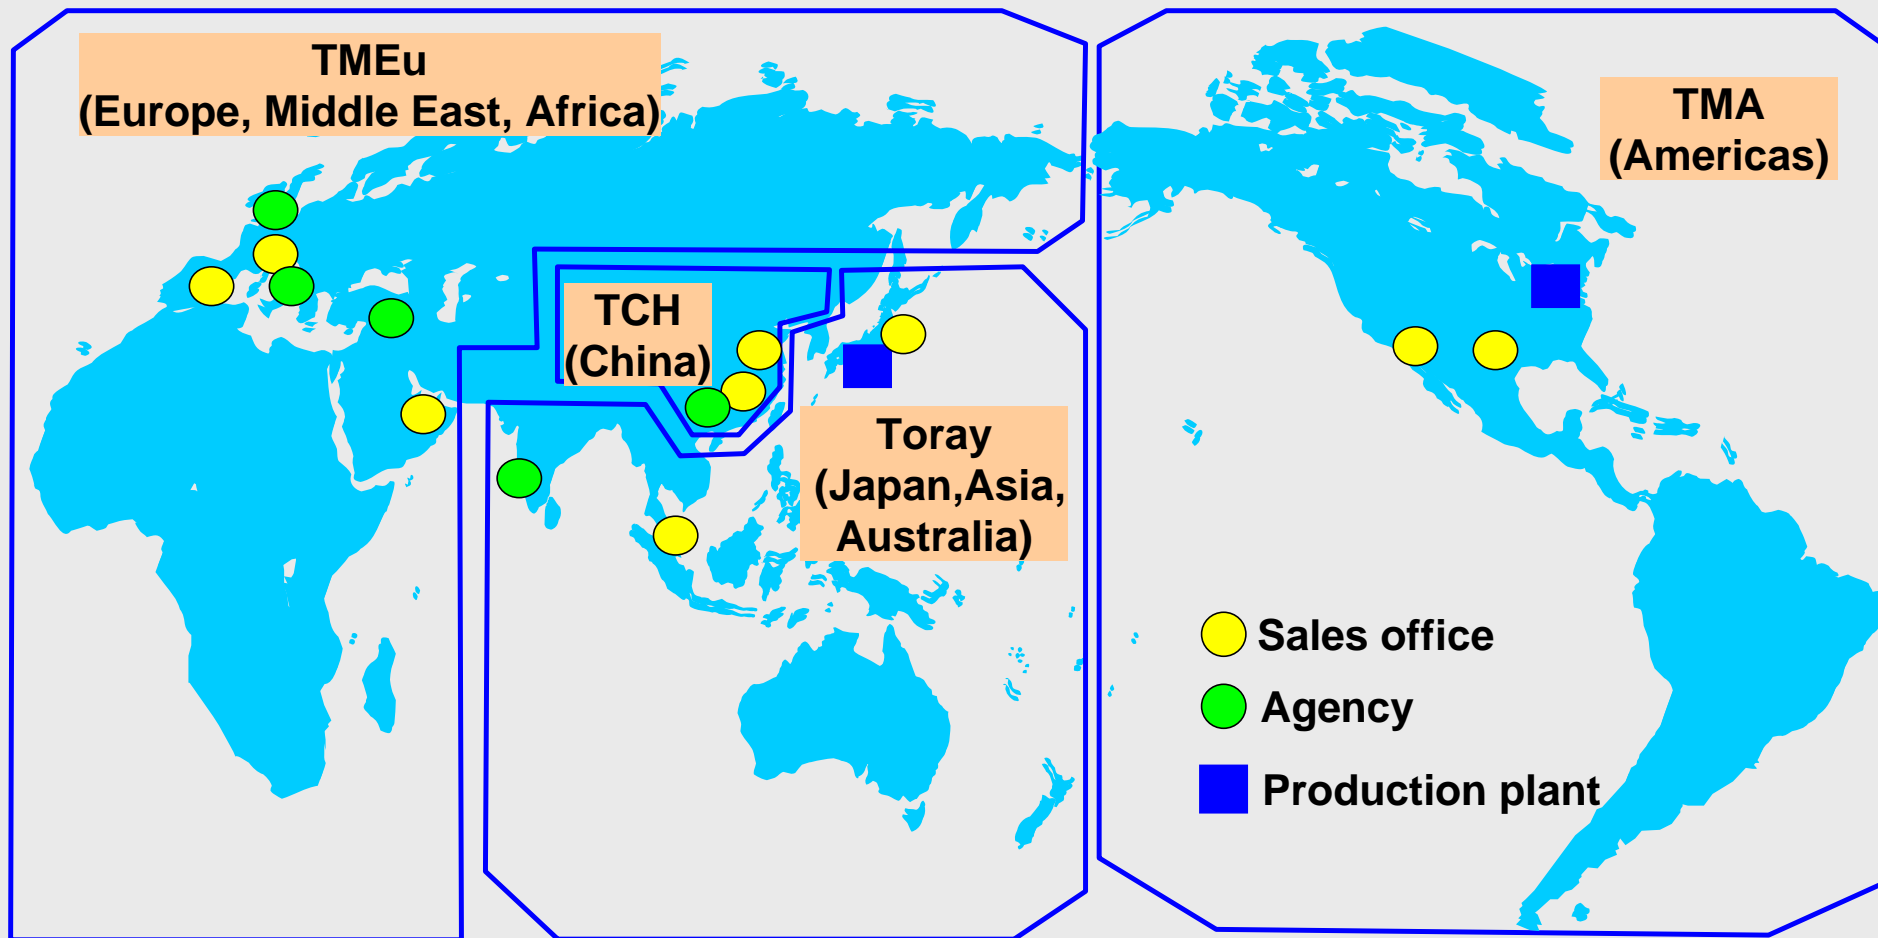 TMEu
(Europe, Middle East, Africa)
TMA
(Americas)
TCH
(China)
Toray
(Japan,Asia,
Australia)
Sales office
Agency
Production plant